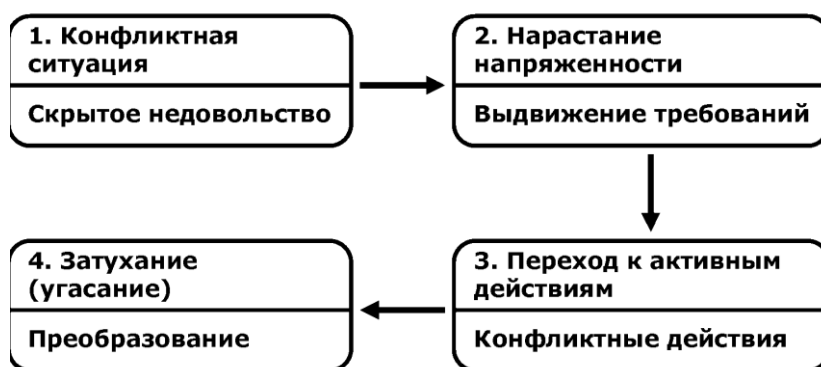 1. Конфликтная
ситуация
Скрытое недовольство
2. Нарастание
напряженности
Выдвижение требований
3. Переход к активным
действиям
Конфликтные действия
4. Затухание
(угасание)
Преобразование